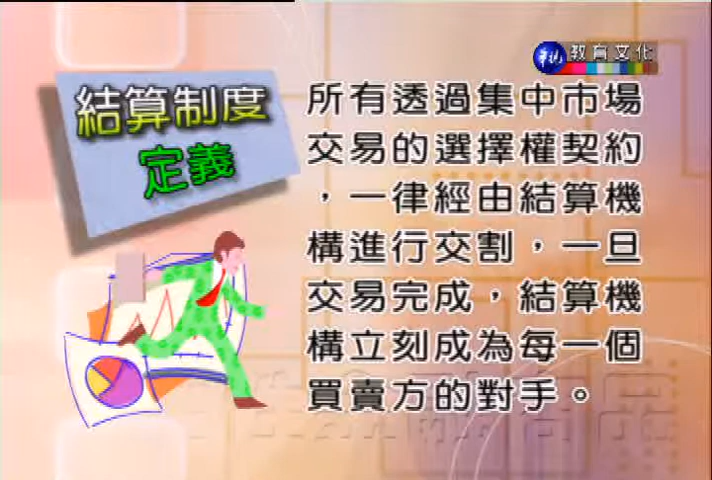 華視 教育文化
結算制度
定義
所有透過集中市場
交易的選擇權契約
，一律經由結算機
構進行交割，一旦
交易完成，結算機
構立刻成為每一個
買賣方的對手。